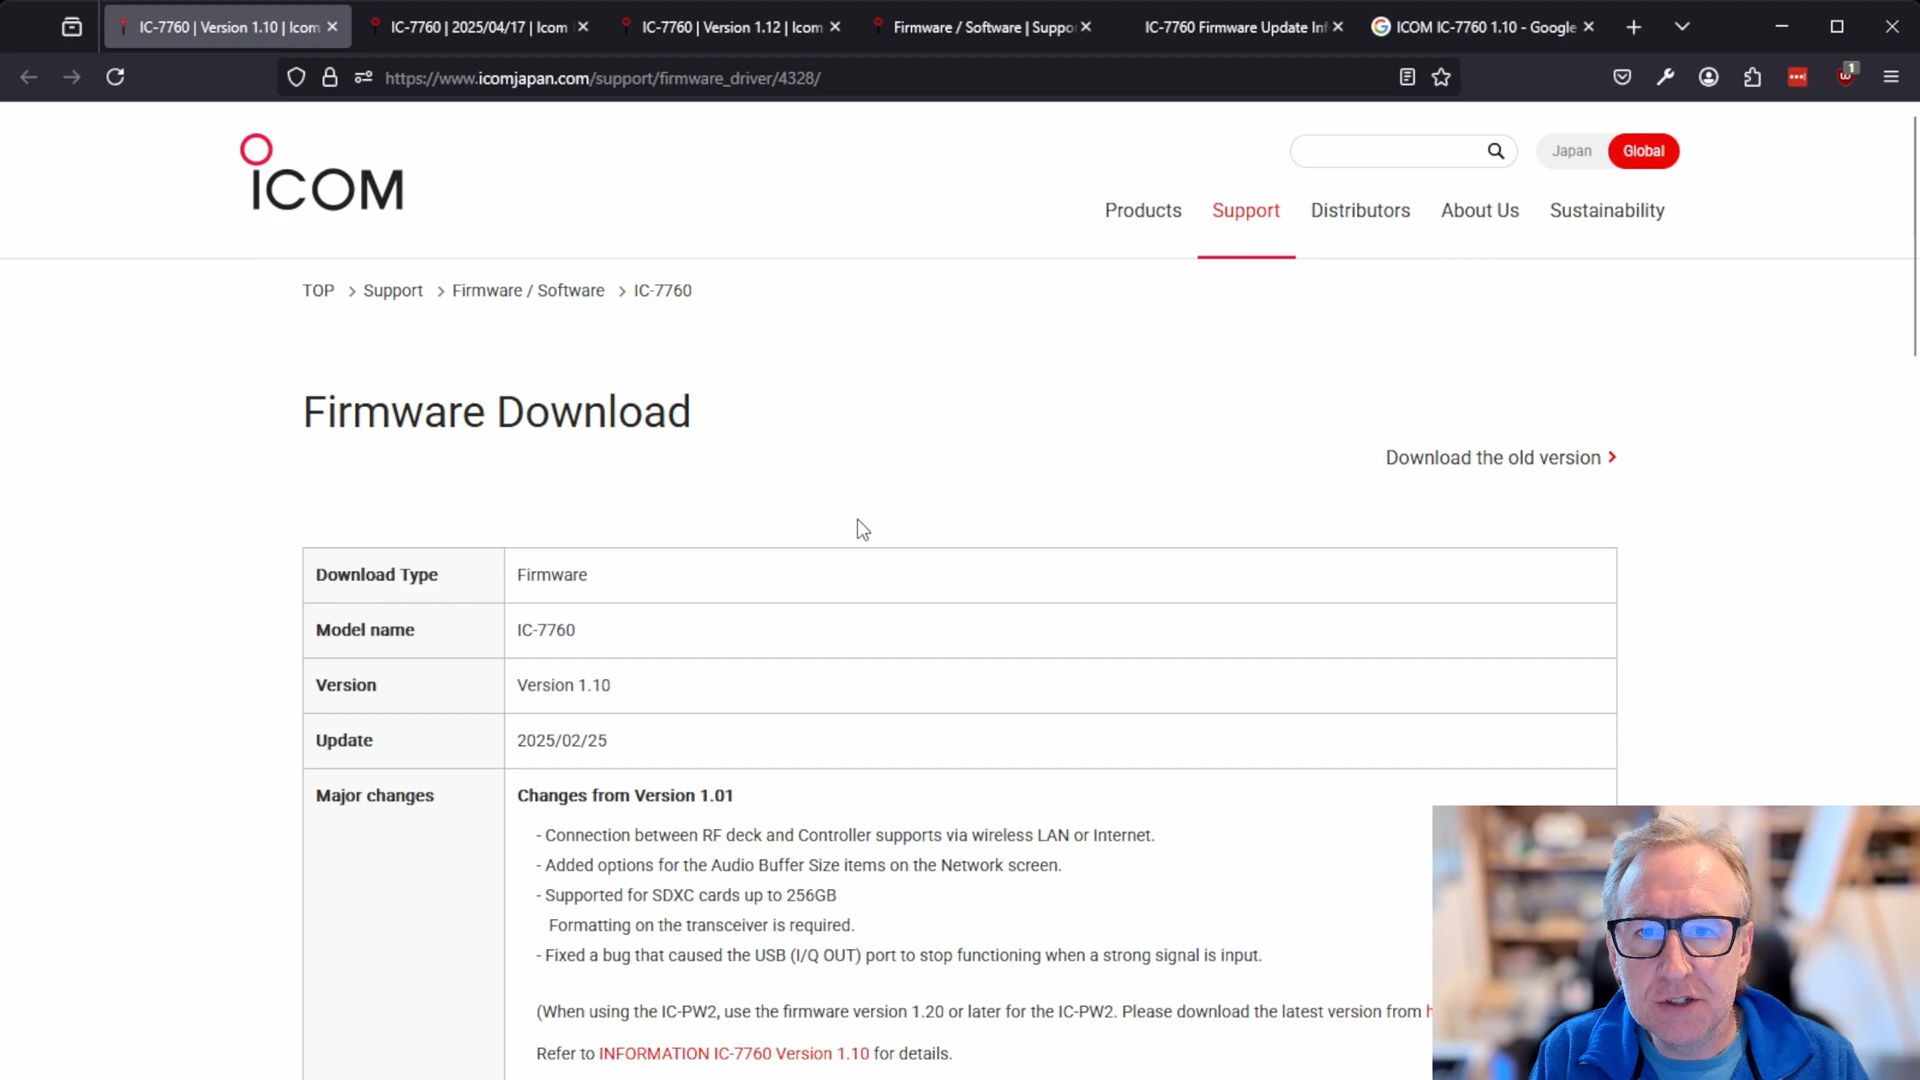 IC-7760 | Version 1.10 | Icom
IC-7760 | 2025/04/17 | Icom
IC-7760 | Version 1.12 | Icom
Firmware / Software | Suppo
IC-7760 Firmware Update Inf
ICOM IC-7760 1.10 - Google
https://www.icomjapan.com/support/firmware_driver/4328/
1
ICOM
Japan
Global
Products
Support
Distributors
About Us
Sustainability
TOP > Support > Firmware / Software > IC-7760
Firmware Download
Download the old version >
Download Type
Firmware
Model name
IC-7760
Version
Version 1.10
Update
2025/02/25
Major changes
Changes from Version 1.01
- Connection between RF deck and Controller supports via wireless LAN or Internet.
- Added options for the Audio Buffer Size items on the Network screen.
- Supported for SDXC cards up to 256GB
Formatting on the transceiver is required.
- Fixed a bug that caused the USB (I/Q OUT) port to stop functioning when a strong signal is input.
(When using the IC-PW2, use the firmware version 1.20 or later for the IC-PW2. Please download the latest version from h
Refer to INFORMATION IC-7760 Version 1.10 for details.